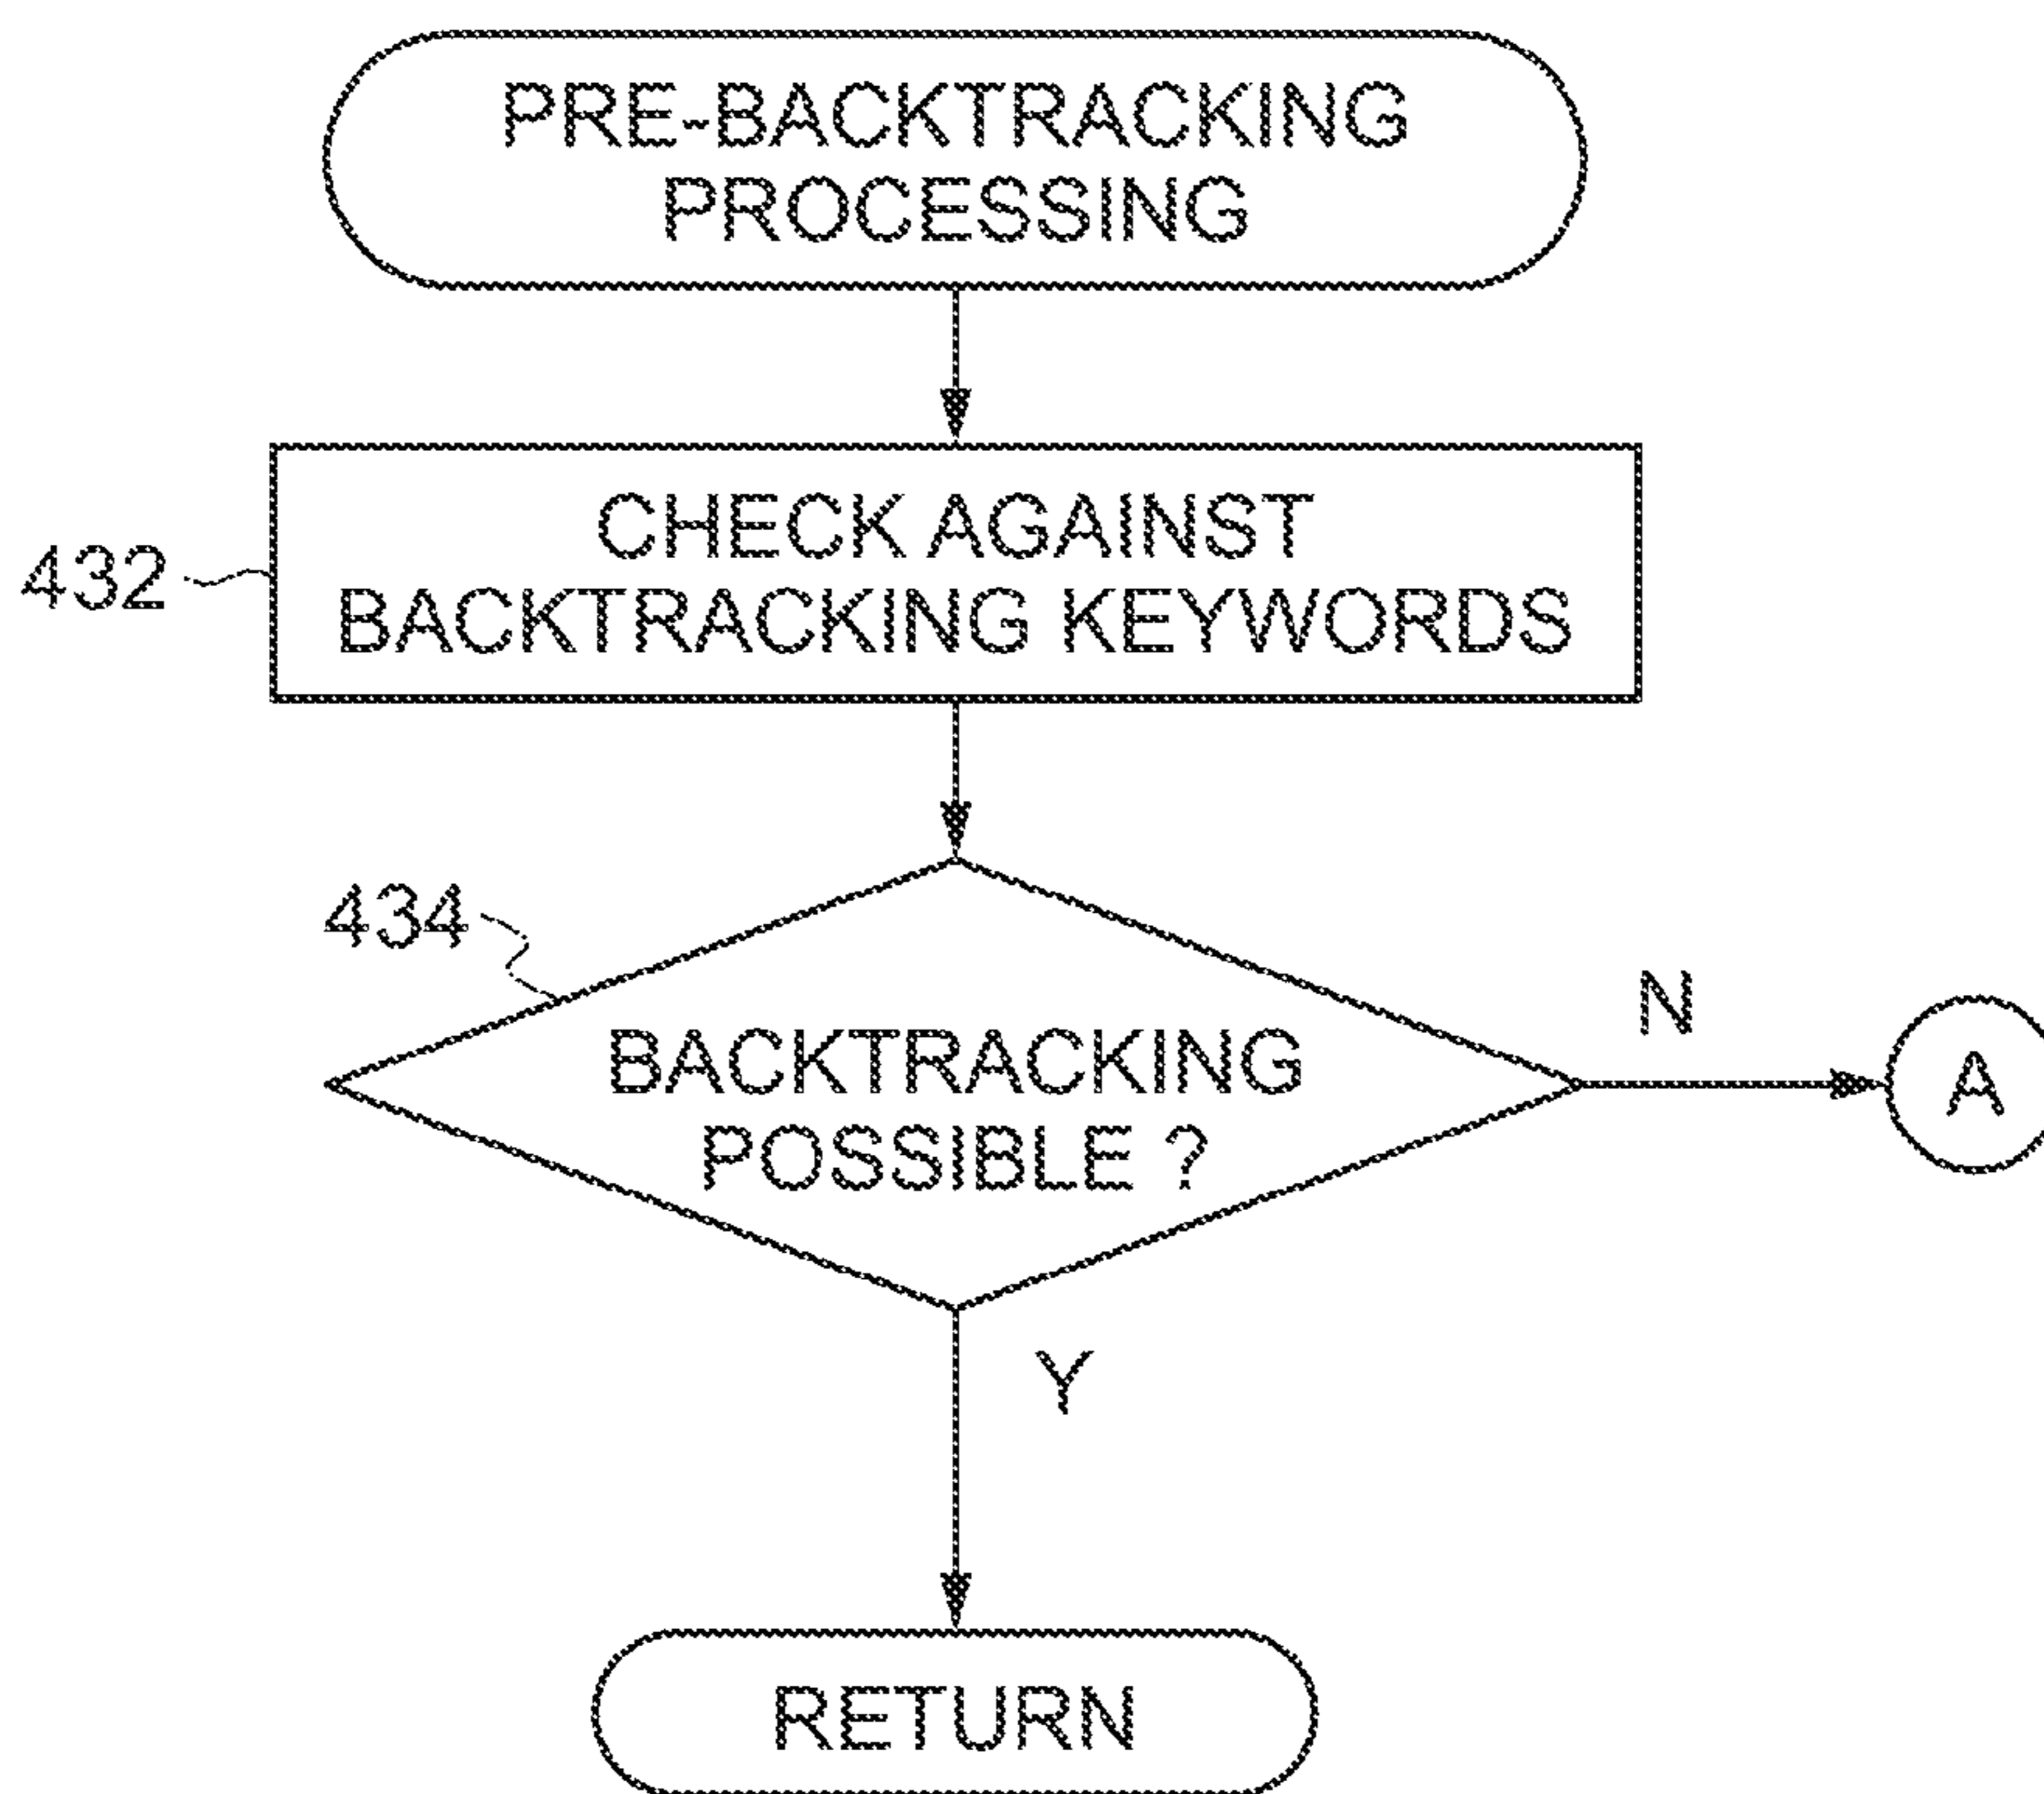 PRE-BACKTRACKING
PROCESSING
CHECK AGAINST
BACKTRACKING KEYWORDS
432
434
BACKTRACKING
POSSIBLE ?
N
A
Y
RETURN